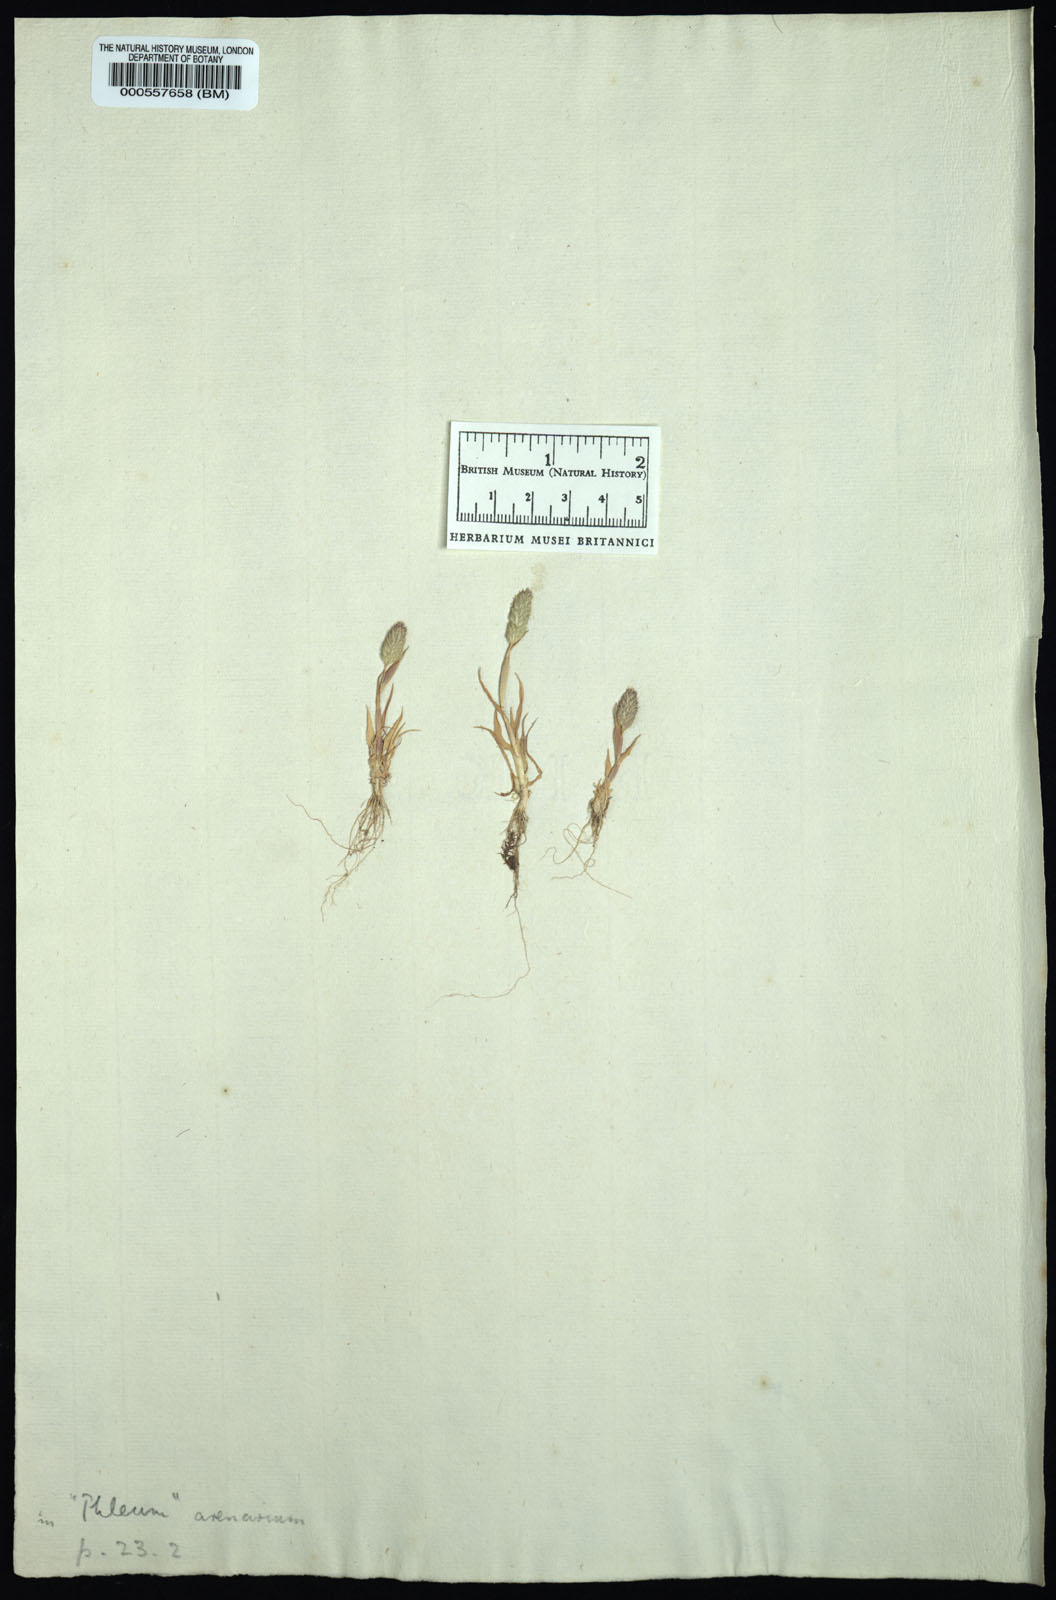 THE NATURAL HISTORY MUSEUM, LONDON
DEPARTMENT OF BOTANY
000557658 (BM)
1 2
BRITISH MUSEUM (NATURAL HISTORY)
1 2 3 4 5
HERBARIUM MUSEI BRITANNICI
in "Phleum" arenarium
p. 23. 2